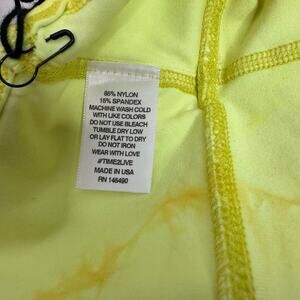 85% NYLON
15% SPANDEX
MACHINE WASH COLD
WITH LIKE COLORS
DO NOT USE BLEACH
TUMBLE DRY LOW
OR LAY FLAT TO DRY
DO NOT IRON
WEAR WITH LOVE
#TIME2LIVE
MADE IN USA
RN 145490